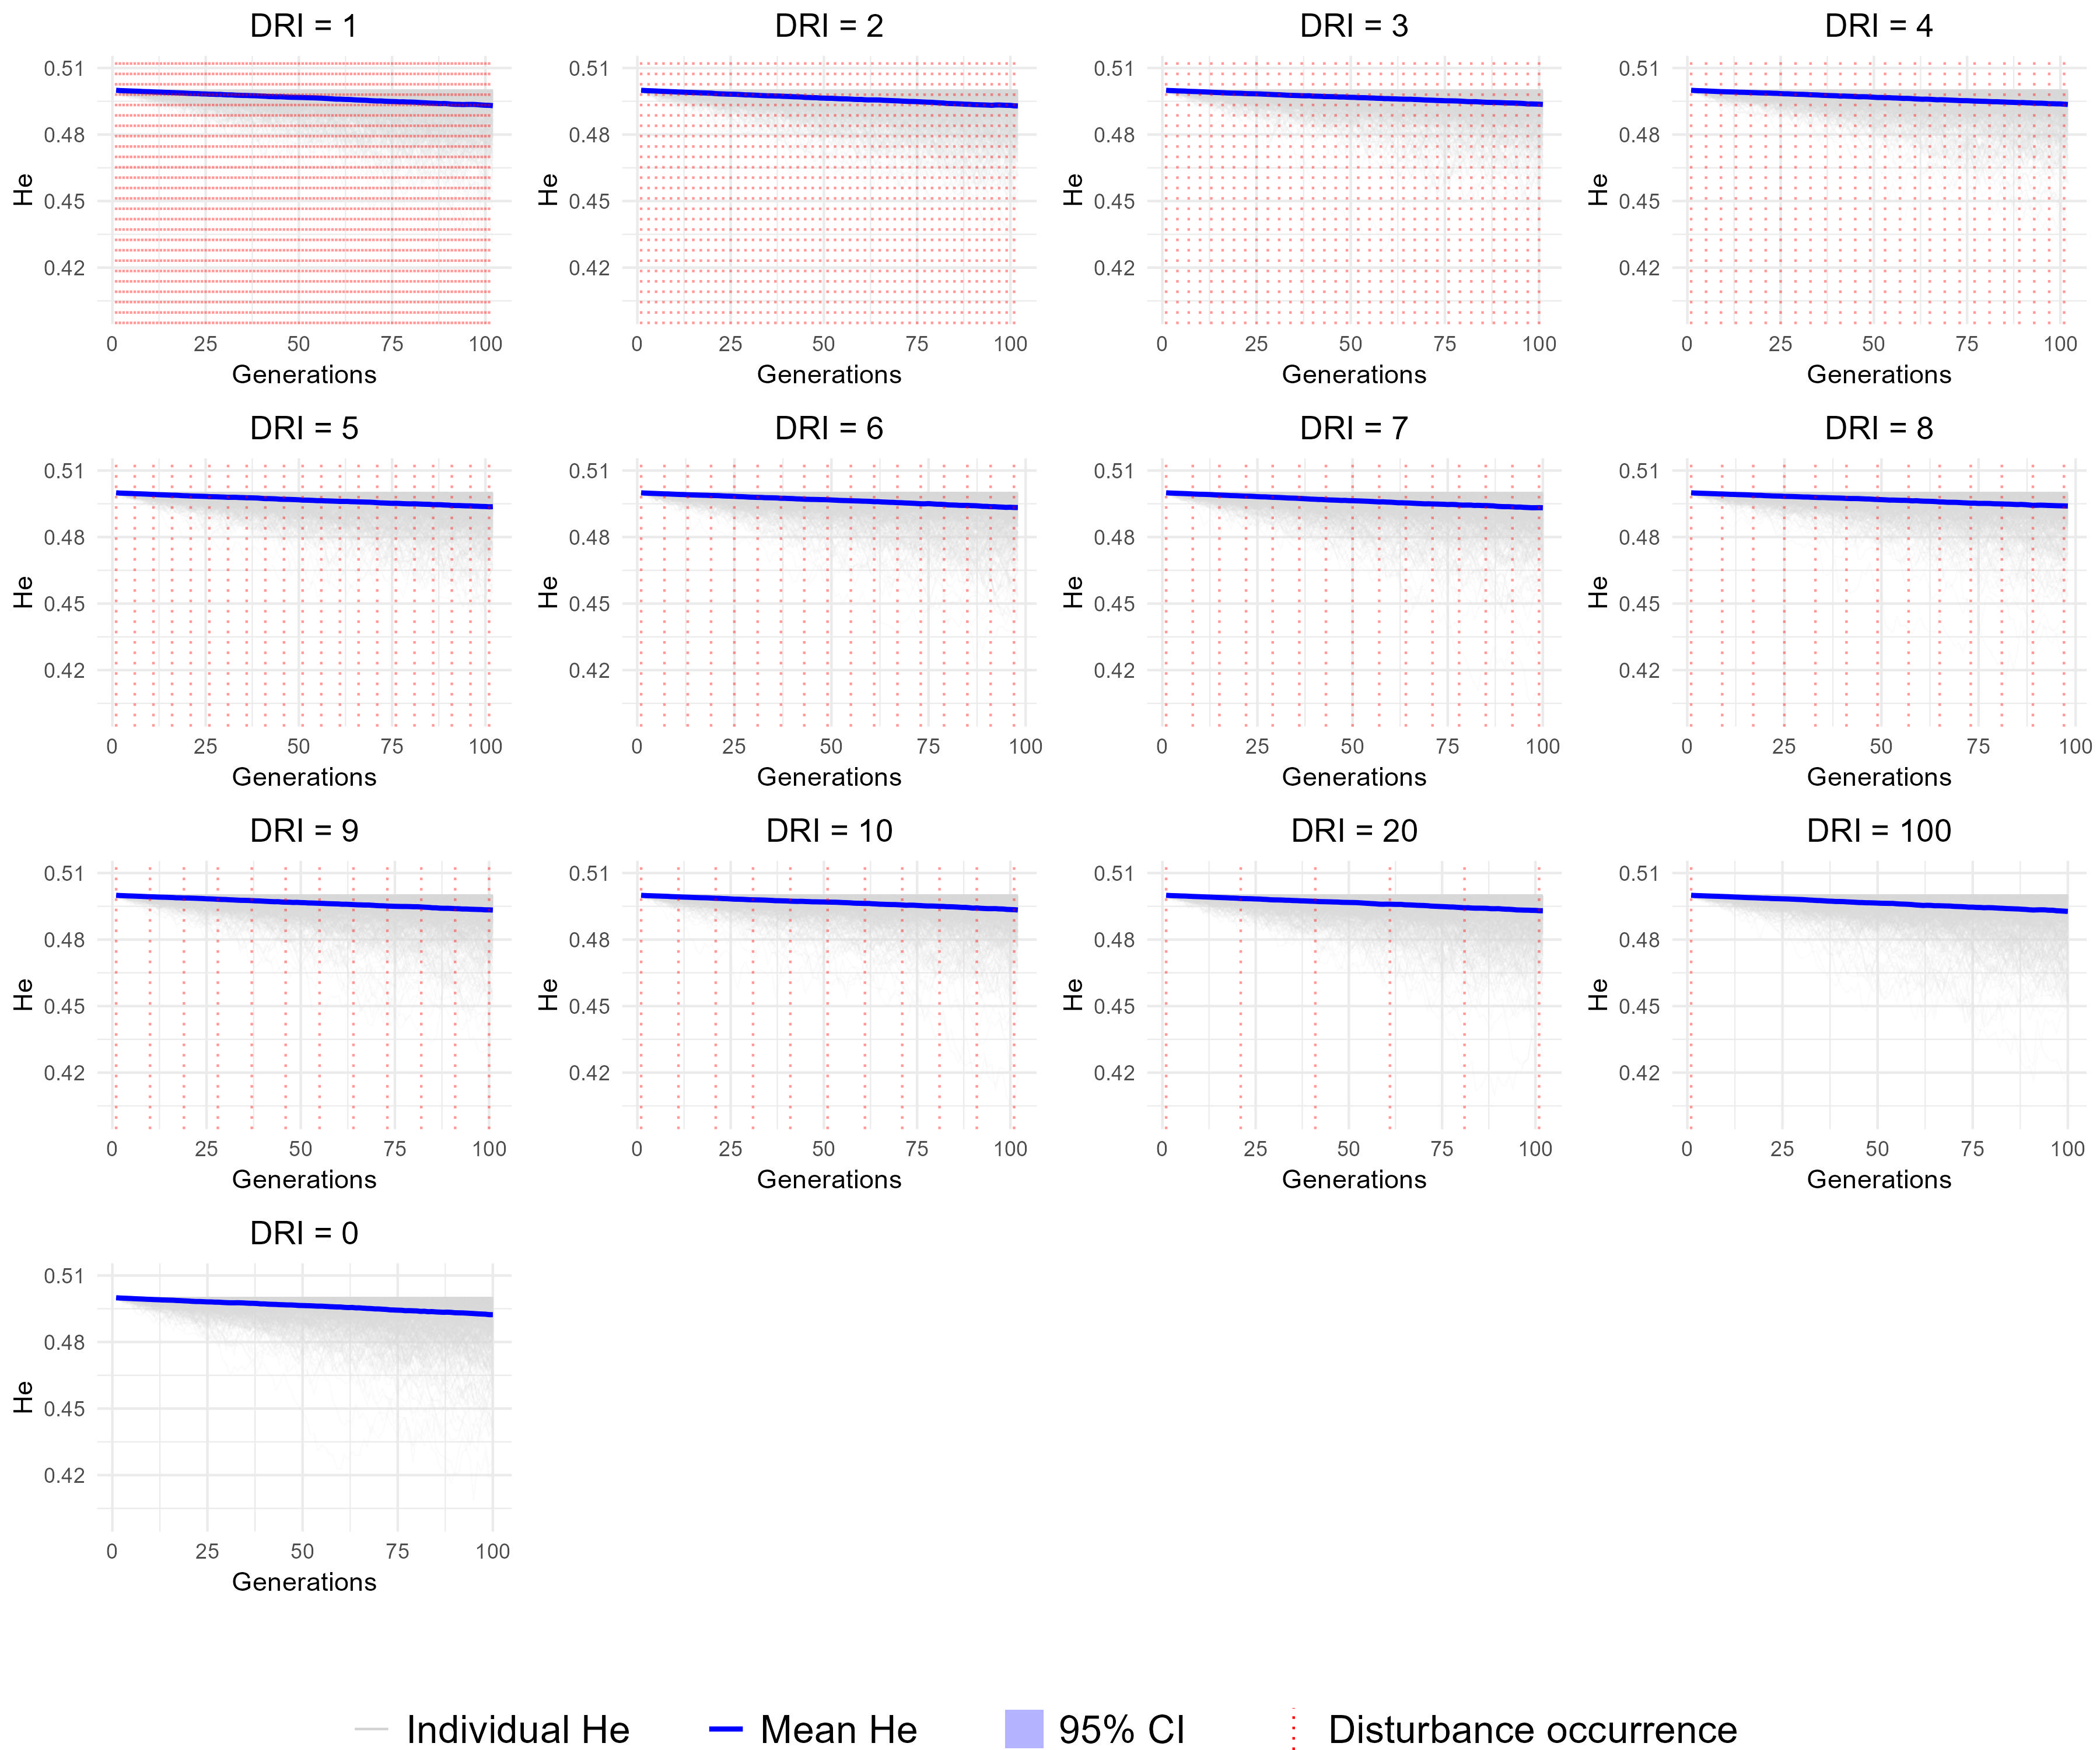 DRI = 1
DRI = 2
DRI = 3
DRI = 4
0.51
0.48
0.45
0.42
He
0 25 50 75 100
Generations
0.51
0.48
0.45
0.42
He
0 25 50 75 100
Generations
0.51
0.48
0.45
0.42
He
0 25 50 75 100
Generations
0.51
0.48
0.45
0.42
He
0 25 50 75 100
Generations
DRI = 5
DRI = 6
DRI = 7
DRI = 8
0.51
0.48
0.45
0.42
He
0 25 50 75 100
Generations
0.51
0.48
0.45
0.42
He
0 25 50 75 100
Generations
0.51
0.48
0.45
0.42
He
0 25 50 75 100
Generations
0.51
0.48
0.45
0.42
He
0 25 50 75 100
Generations
DRI = 9
DRI = 10
DRI = 20
DRI = 100
0.51
0.48
0.45
0.42
He
0 25 50 75 100
Generations
0.51
0.48
0.45
0.42
He
0 25 50 75 100
Generations
0.51
0.48
0.45
0.42
He
0 25 50 75 100
Generations
0.51
0.48
0.45
0.42
He
0 25 50 75 100
Generations
DRI = 0
0.51
0.48
0.45
0.42
He
0 25 50 75 100
Generations
Individual He Mean He 95% CI Disturbance occurrence